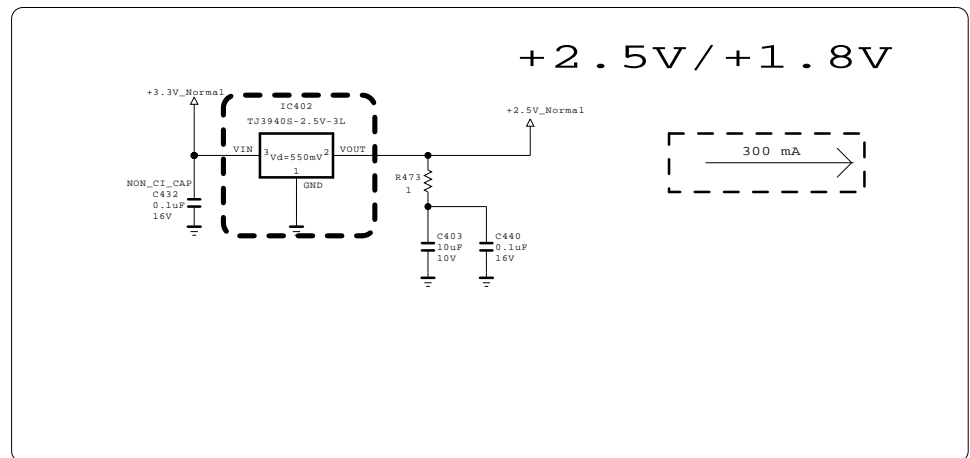 +2.5V/+1.8V
+3.3V_Normal
IC402
TJ3940S-2.5V-3L
+2.5V_Normal
300 mA
VIN
3
Vd=550mV
2
VOUT
1
GND
R473
1
NON_CI_CAP
C432
0.1uF
16V
C403
10uF
10V
C440
0.1uF
16V